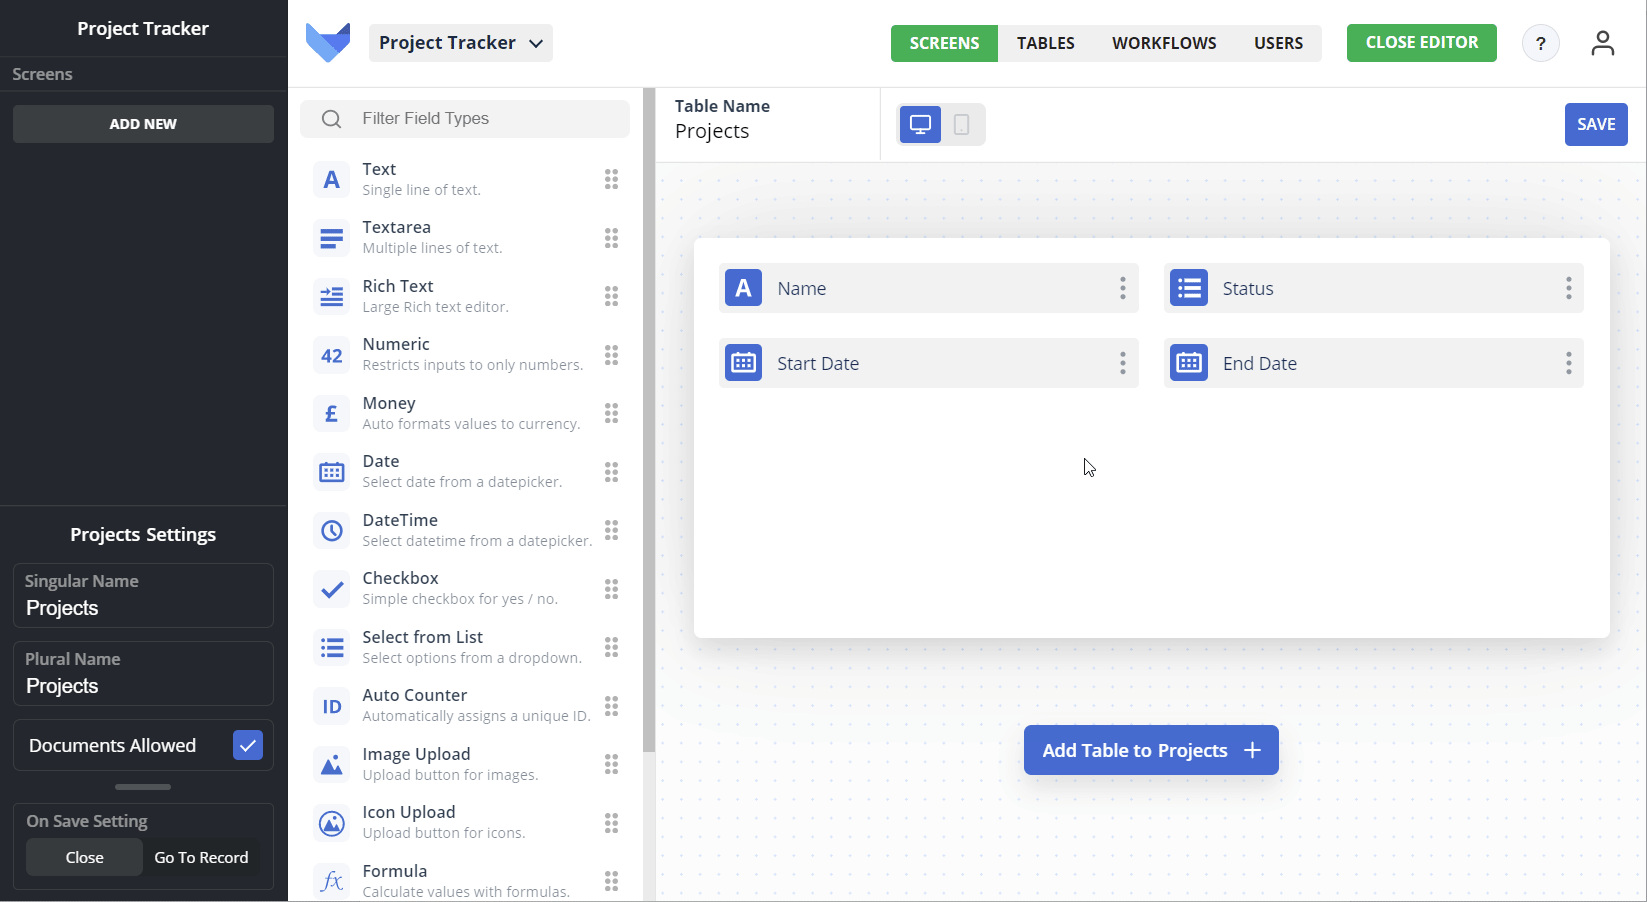 Project Tracker
Screens
ADD NEW
Projects Settings
Singular Name
Projects
Plural Name
Projects
Documents Allowed
On Save Setting
Close Go To Record
Project Tracker
SCREENS TABLES WORKFLOWS USERS CLOSE EDITOR ?
Filter Field Types
A Text
Single line of text.
Textarea
Multiple lines of text.
Rich Text
Large Rich text editor.
42 Numeric
Restricts inputs to only numbers.
£ Money
Auto formats values to currency.
Date
Select date from a datepicker.
DateTime
Select datetime from a datepicker.
Checkbox
Simple checkbox for yes / no.
Select from List
Select options from a dropdown.
ID Auto Counter
Automatically assigns a unique ID.
Image Upload
Upload button for images.
Icon Upload
Upload button for icons.
fx Formula
Calculate values with formulas.
Table Name
Projects
SAVE
A Name
Status
Start Date
End Date
Add Table to Projects +